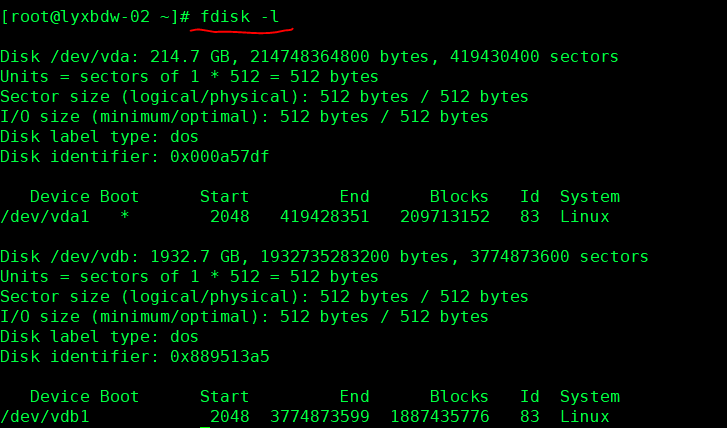 [root@lyxbdw-02 ~]# fdisk -l
Disk /dev/vda: 214.7 GB, 214748364800 bytes, 419430400 sectors
Units = sectors of 1 * 512 = 512 bytes
Sector size (logical/physical): 512 bytes / 512 bytes
I/O size (minimum/optimal): 512 bytes / 512 bytes
Disk label type: dos
Disk identifier: 0x000a57df
   Device Boot      Start         End      Blocks   Id  System
/dev/vda1   *        2048   419428351   209713152   83  Linux
Disk /dev/vdb: 1932.7 GB, 1932735283200 bytes, 3774873600 sectors
Units = sectors of 1 * 512 = 512 bytes
Sector size (logical/physical): 512 bytes / 512 bytes
I/O size (minimum/optimal): 512 bytes / 512 bytes
Disk label type: dos
Disk identifier: 0x889513a5
   Device Boot      Start         End      Blocks   Id  System
/dev/vdb1            2048  3774873599  1887435776   83  Linux